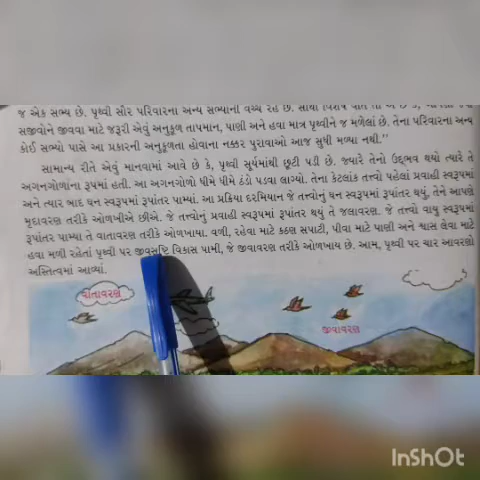 જ એક સભ્ય છે. પૃથ્વી સૌર પરિવારના અન્ય સભ્યોની વચ્ચે રહે છે.
સજીવોને જીવવા માટે જરૂરી એવું અનુકૂળ તાપમાન, પાણી અને હવા માત્ર પૃથ્વીને જ મળેલાં છે. તેના પરિવારના અન્ય
કોઈ સભ્યો પાસે આ પ્રકારની અનુકૂળતા હોવાના નક્કર પુરાવાઓ આજ સુધી મળ્યા નથી.”
સામાન્ય રીતે એવું માનવામાં આવે છે કે, પૃથ્વી સૂર્યમાંથી છૂટી પડી છે. જ્યારે તેનો ઉદ્ભવ થયો ત્યારે તે
અગનગોળાના રૂપમાં હતી. આ અગનગોળો ધીમે ધીમે ઠંડો પડવા લાગ્યો. તેના કેટલાંક તત્ત્વો પહેલાં પ્રવાહી સ્વરૂપમાં
અને ત્યાર બાદ ઘન સ્વરૂપમાં રૂપાંતર પામ્યાં. આ પ્રક્રિયા દરમિયાન જે તત્ત્વોનું ઘન સ્વરૂપમાં રૂપાંતર થયું, તેને આપણે
મૃદાવરણ તરીકે ઓળખીએ છીએ. જે તત્ત્વોનું પ્રવાહી સ્વરૂપમાં રૂપાંતર થયું તે જલાવરણ. જે તત્ત્વો વાયુ સ્વરૂપમાં
રૂપાંતર પામ્યા તે વાતાવરણ તરીકે ઓળખાયા. વળી, રહેવા માટે કઠણ સપાટી, પીવા માટે પાણી અને શ્વાસ લેવા માટે
હવા મળી રહેતાં પૃથ્વી પર જીવસૃષ્ટિ વિકાસ પામી, જે જીવાવરણ તરીકે ઓળખાય છે. આમ, પૃથ્વી પર ચાર આવરણો
અસ્તિત્વમાં આવ્યાં.
વાતાવરણ
જીવાવરણ
InShOt